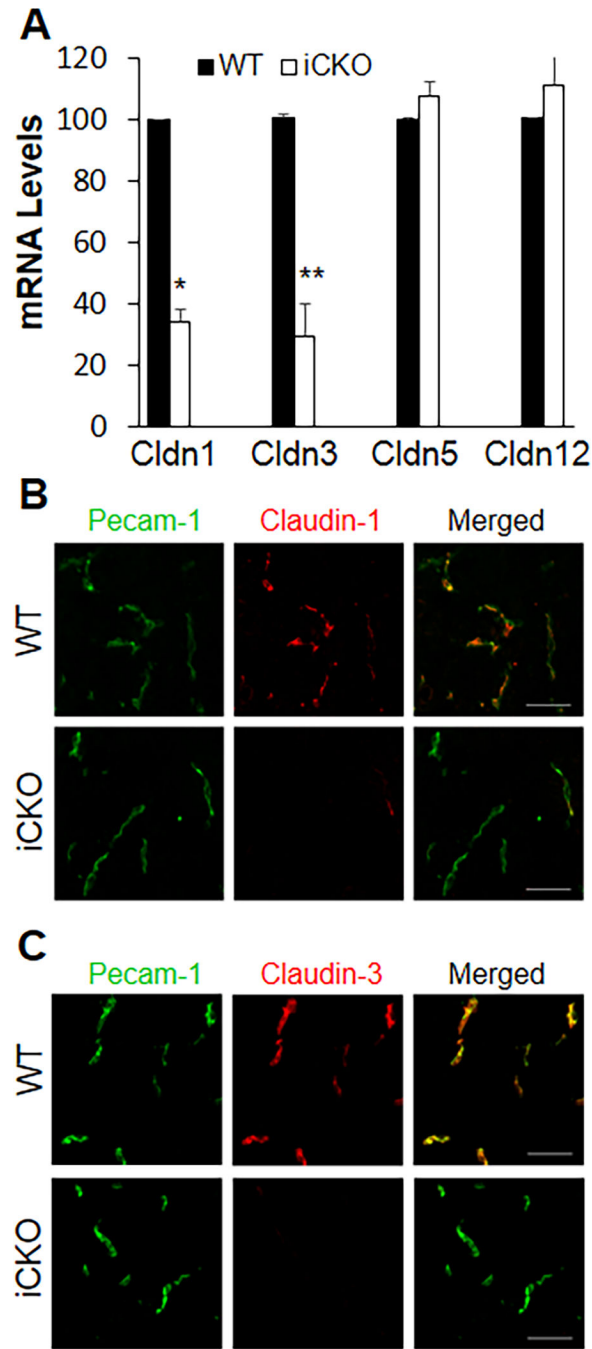 A
WT iCKO
mRNA Levels
120
100
80
60
40
20
0
*
**
Cldn1 Cldn3 Cldn5 Cldn12
B
Pecam-1 Claudin-1 Merged
WT
iCKO
C
Pecam-1 Claudin-3 Merged
WT
iCKO